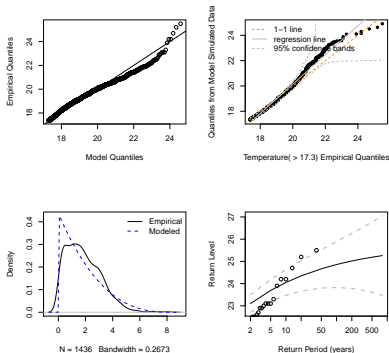 Empirical Quantiles
18 20 22 24
18 20 22 24
Model Quantiles
Quantiles from Model Simulated Data
18 20 22 24
1−1 line
regression line
95% confidence bands
18 20 22 24
Temperature( > 17.3) Empirical Quantiles
Density
0.0 0.1 0.2 0.3 0.4
Empirical
Modeled
0 2 4 6 8
N = 1436 Bandwidth = 0.2673
Return Level
23 24 25 26 27
2 5 10 50 200 500
Return Period (years)